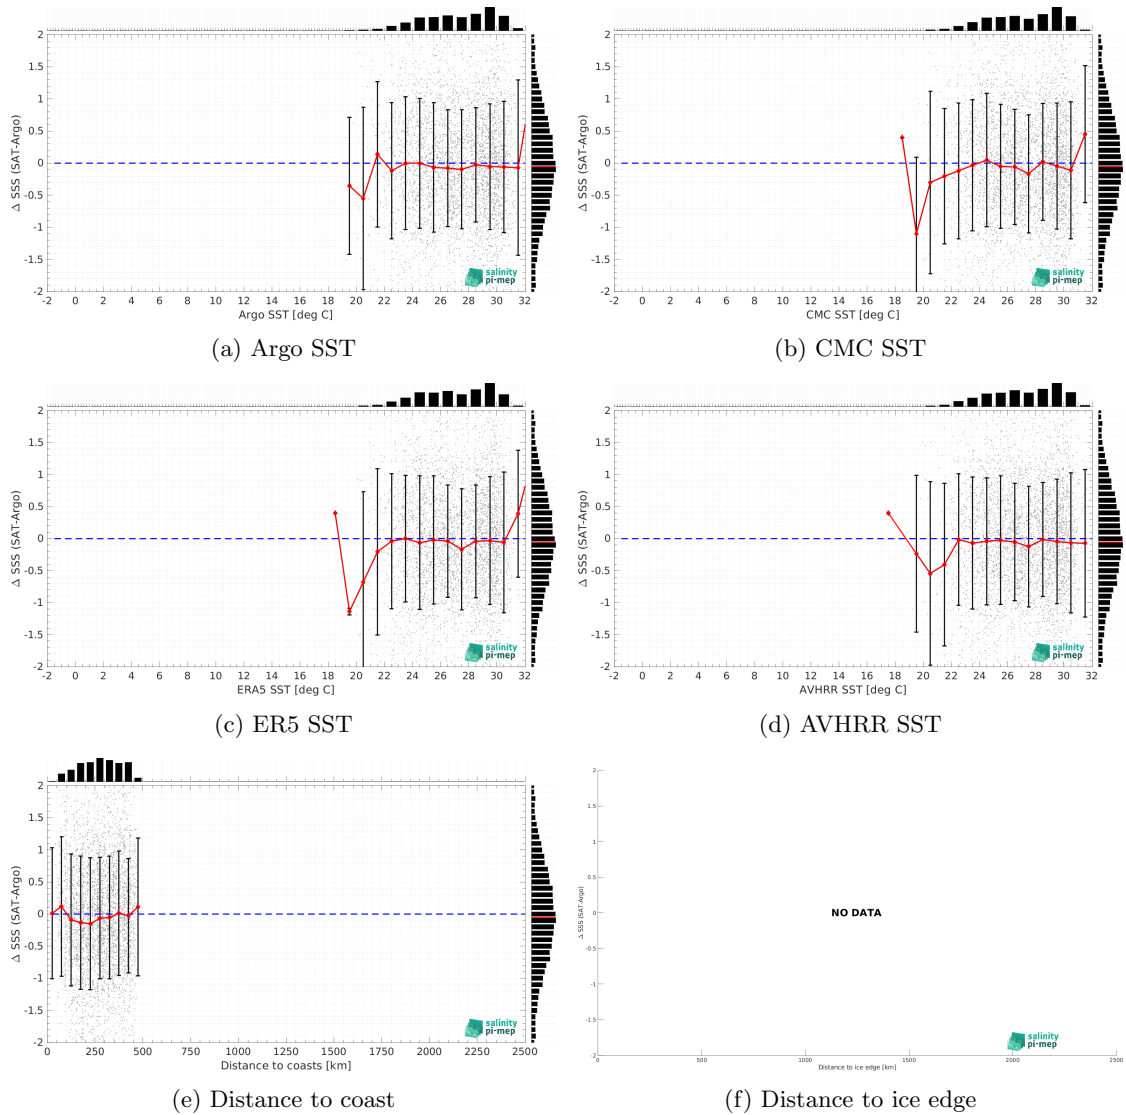 2
1.5
1
0.5
0
-0.5
-1
-1.5
-2
Δ SSS (SAT-Argo)
-2 0 2 4 6 8 10 12 14 16 18 20 22 24 26 28 30 32
Argo SST [deg C]
salinity
pi-mep
(a) Argo SST
2
1.5
1
0.5
0
-0.5
-1
-1.5
-2
Δ SSS (SAT-Argo)
-2 0 2 4 6 8 10 12 14 16 18 20 22 24 26 28 30 32
CMC SST [deg C]
salinity
pi-mep
(b) CMC SST
2
1.5
1
0.5
0
-0.5
-1
-1.5
-2
Δ SSS (SAT-Argo)
-2 0 2 4 6 8 10 12 14 16 18 20 22 24 26 28 30 32
ERA5 SST [deg C]
salinity
pi-mep
(c) ER5 SST
2
1.5
1
0.5
0
-0.5
-1
-1.5
-2
Δ SSS (SAT-Argo)
-2 0 2 4 6 8 10 12 14 16 18 20 22 24 26 28 30 32
AVHRR SST [deg C]
salinity
pi-mep
(d) AVHRR SST
2
1.5
1
0.5
0
-0.5
-1
-1.5
-2
Δ SSS (SAT-Argo)
0 250 500 750 1000 1250 1500 1750 2000 2250 2500
Distance to coasts [km]
salinity
pi-mep
(e) Distance to coast
2
1.5
1
0.5
0
-0.5
-1
-1.5
-2
Δ SSS (SAT-Argo)
NO DATA
0 500 1000 1500 2000 2500
Distance to ice edge [km]
salinity
pi-mep
(f) Distance to ice edge